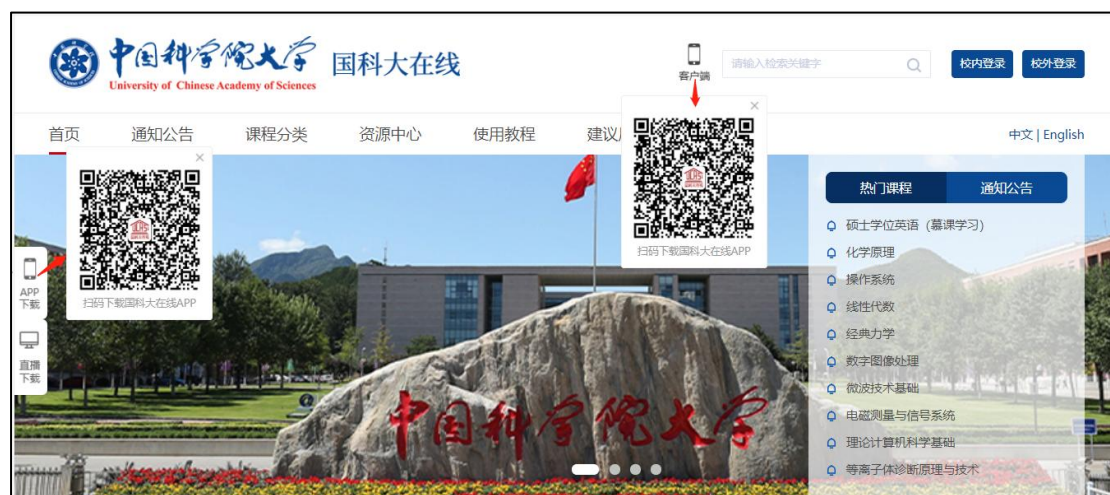 中国科学院大学
University of Chinese Academy of Sciences
国科大在线
客户端
请输入检索关键字
校内登录
校外登录
首页
通知公告
课程分类
资源中心
使用教程
建议
中文 | English
扫码下载国科大在线APP
扫码下载国科大在线APP
APP
下载
直播
下载
热门课程
通知公告
硕士学位英语（慕课学习）
化学原理
操作系统
线性代数
经典力学
数字图像处理
微波技术基础
电磁测量与信号系统
理论计算机科学基础
等离子体诊断原理与技术
中国科学院大学